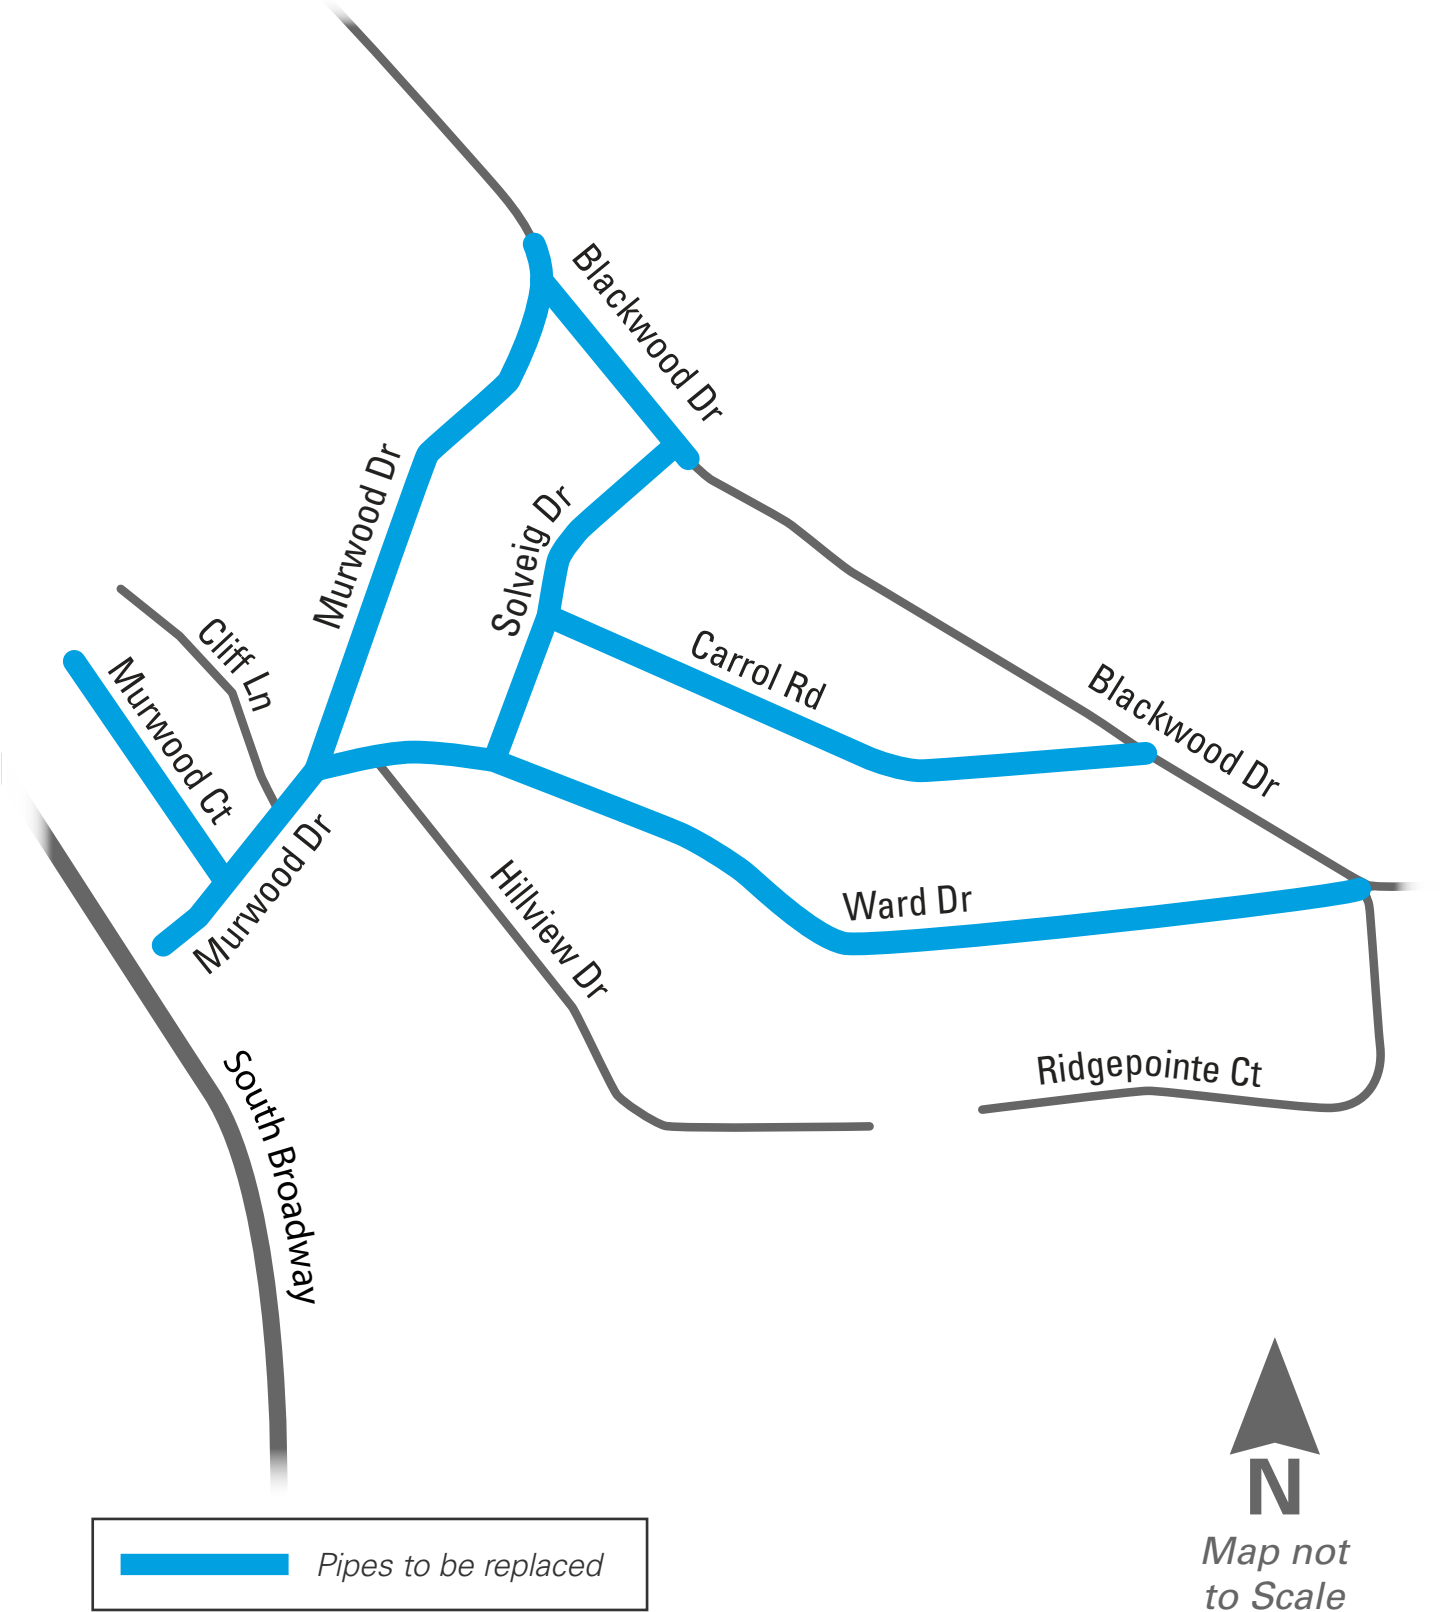 Blackwood Dr
Murwood Dr
Solveig Dr
Cliff Ln
Carrol Rd
Murwood Ct
Blackwood Dr
Murwood Dr
Hillview Dr
Ward Dr
Ridgepointe Ct
South Broadway
N
Map not
to Scale
Pipes to be replaced